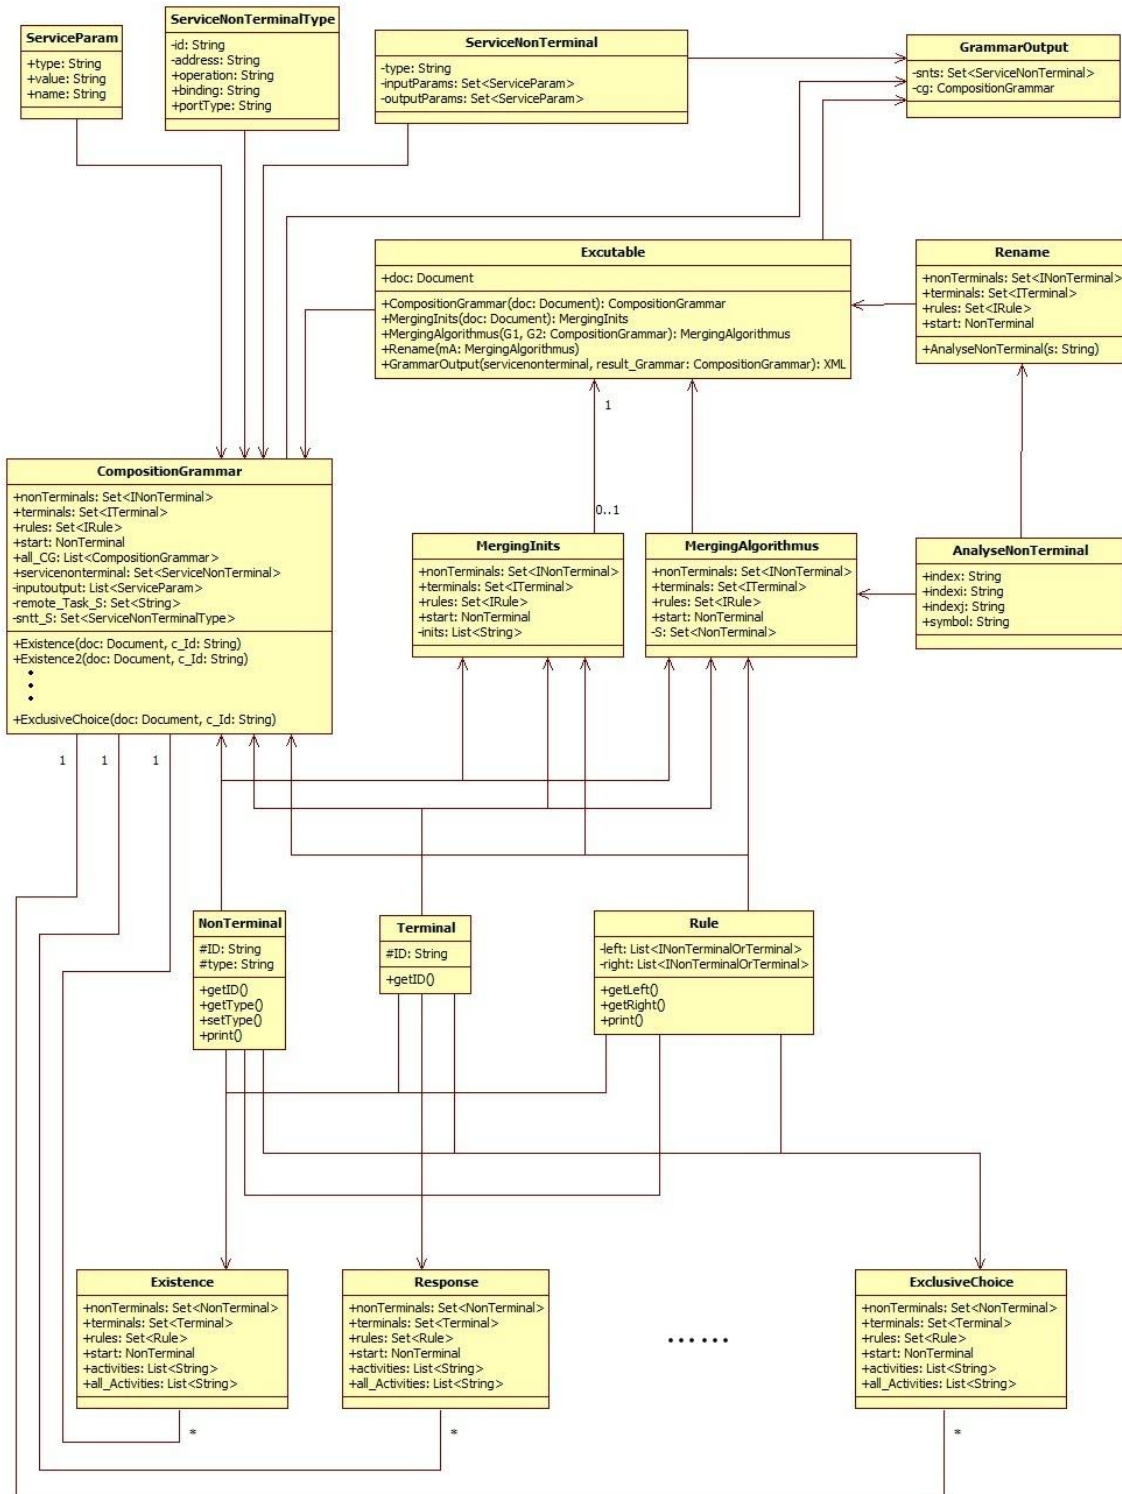 ServiceParam
+type: String
+value: String
+name: String
ServiceNonTerminalType
-id: String
-address: String
+operation: String
+binding: String
+portType: String
ServiceNonTerminal
-type: String
-inputParams: Set<ServiceParam>
-outputParams: Set<ServiceParam>
GrammarOutput
-snts: Set<ServiceNonTerminal>
-cg: CompositionGrammar
Excutable
+doc: Document
+CompositionGrammar(doc: Document): CompositionGrammar
+MergingInits(doc: Document): MergingInits
+MergingAlgorithmus(G1, G2: CompositionGrammar): MergingAlgorithmus
+Rename(mA: MergingAlgorithmus)
+GrammarOutput(servicenonterminal, result_Grammar: CompositionGrammar): XML
Rename
+nonTerminals: Set<INonTerminal>
+terminals: Set<ITerminal>
+rules: Set<IRule>
+start: NonTerminal
+AnalyseNonTerminal(s: String)
1
0..1
CompositionGrammar
+nonTerminals: Set<INonTerminal>
+terminals: Set<ITerminal>
+rules: Set<IRule>
+start: NonTerminal
+all_CG: List<CompositionGrammar>
+servicenonterminal: Set<ServiceNonTerminal>
-inputoutput: List<ServiceParam>
-remote_Task_S: Set<String>
-sntt_S: Set<ServiceNonTerminalType>
+Existence(doc: Document, c_Id: String)
+Existence2(doc: Document, c_Id: String)
+ExclusiveChoice(doc: Document, c_Id: String)
MergingInits
+nonTerminals: Set<INonTerminal>
+terminals: Set<ITerminal>
+rules: Set<IRule>
+start: NonTerminal
-inits: List<String>
MergingAlgorithmus
+nonTerminals: Set<INonTerminal>
+terminals: Set<ITerminal>
+rules: Set<IRule>
+start: NonTerminal
-S: Set<NonTerminal>
AnalyseNonTerminal
+index: String
+indexi: String
+indexj: String
+symbol: String
1 1 1
NonTerminal
#ID: String
#type: String
+getID()
+getType()
+setType()
+print()
Terminal
#ID: String
+getID()
Rule
-left: List<INonTerminalOrTerminal>
-right: List<INonTerminalOrTerminal>
+getLeft()
+getRight()
+print()
Existence
+nonTerminals: Set<NonTerminal>
+terminals: Set<Terminal>
+rules: Set<Rule>
+start: NonTerminal
+activities: List<String>
+all_Activities: List<String>
Response
+nonTerminals: Set<NonTerminal>
+terminals: Set<Terminal>
+rules: Set<Rule>
+start: NonTerminal
+activities: List<String>
+all_Activities: List<String>
......
ExclusiveChoice
+nonTerminals: Set<NonTerminal>
+terminals: Set<Terminal>
+rules: Set<Rule>
+start: NonTerminal
+activities: List<String>
+all_Activities: List<String>
* * *